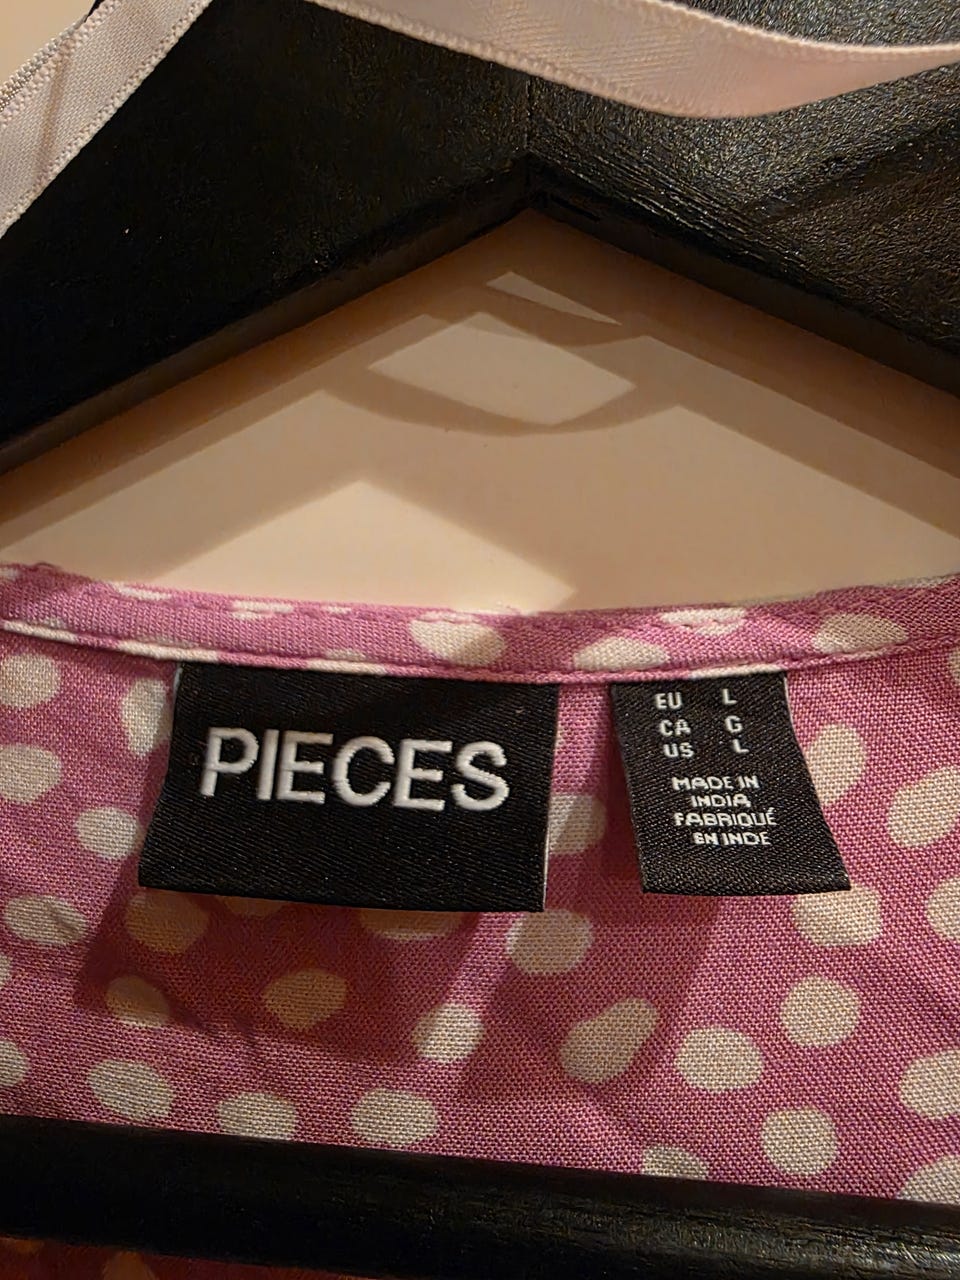 PIECES
EU L
CA G
US L
MADE IN
INDIA
FABRIQUÉ
EN INDE